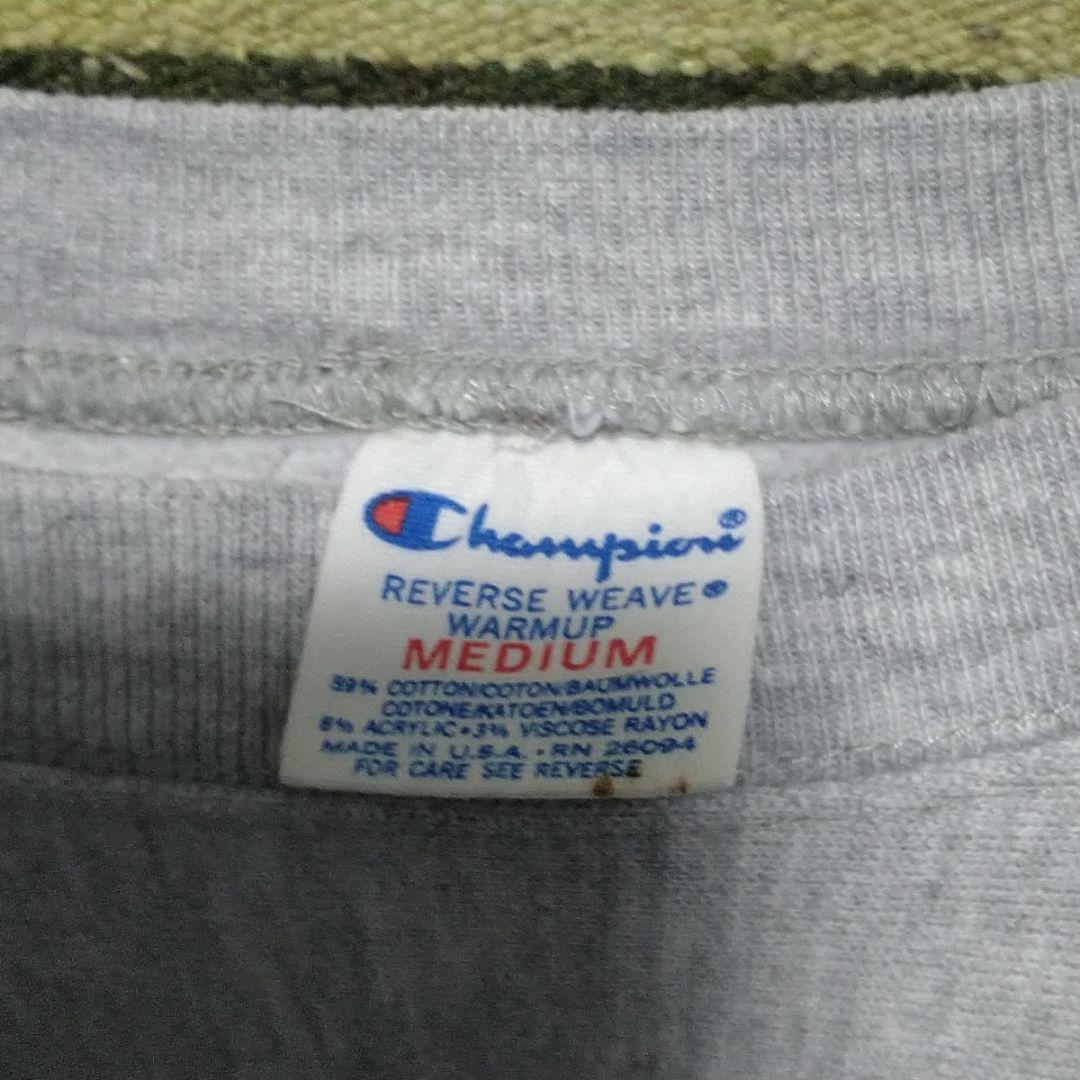 Champion®
REVERSE WEAVE®
WARMUP
MEDIUM
89% COTTON/COTON/BAUMWOLLE
COTONE/KATOEN/BOMULD
8% ACRYLIC • 3% VISCOSE RAYON
MADE IN U.S.A. • RN 26094
FOR CARE SEE REVERSE